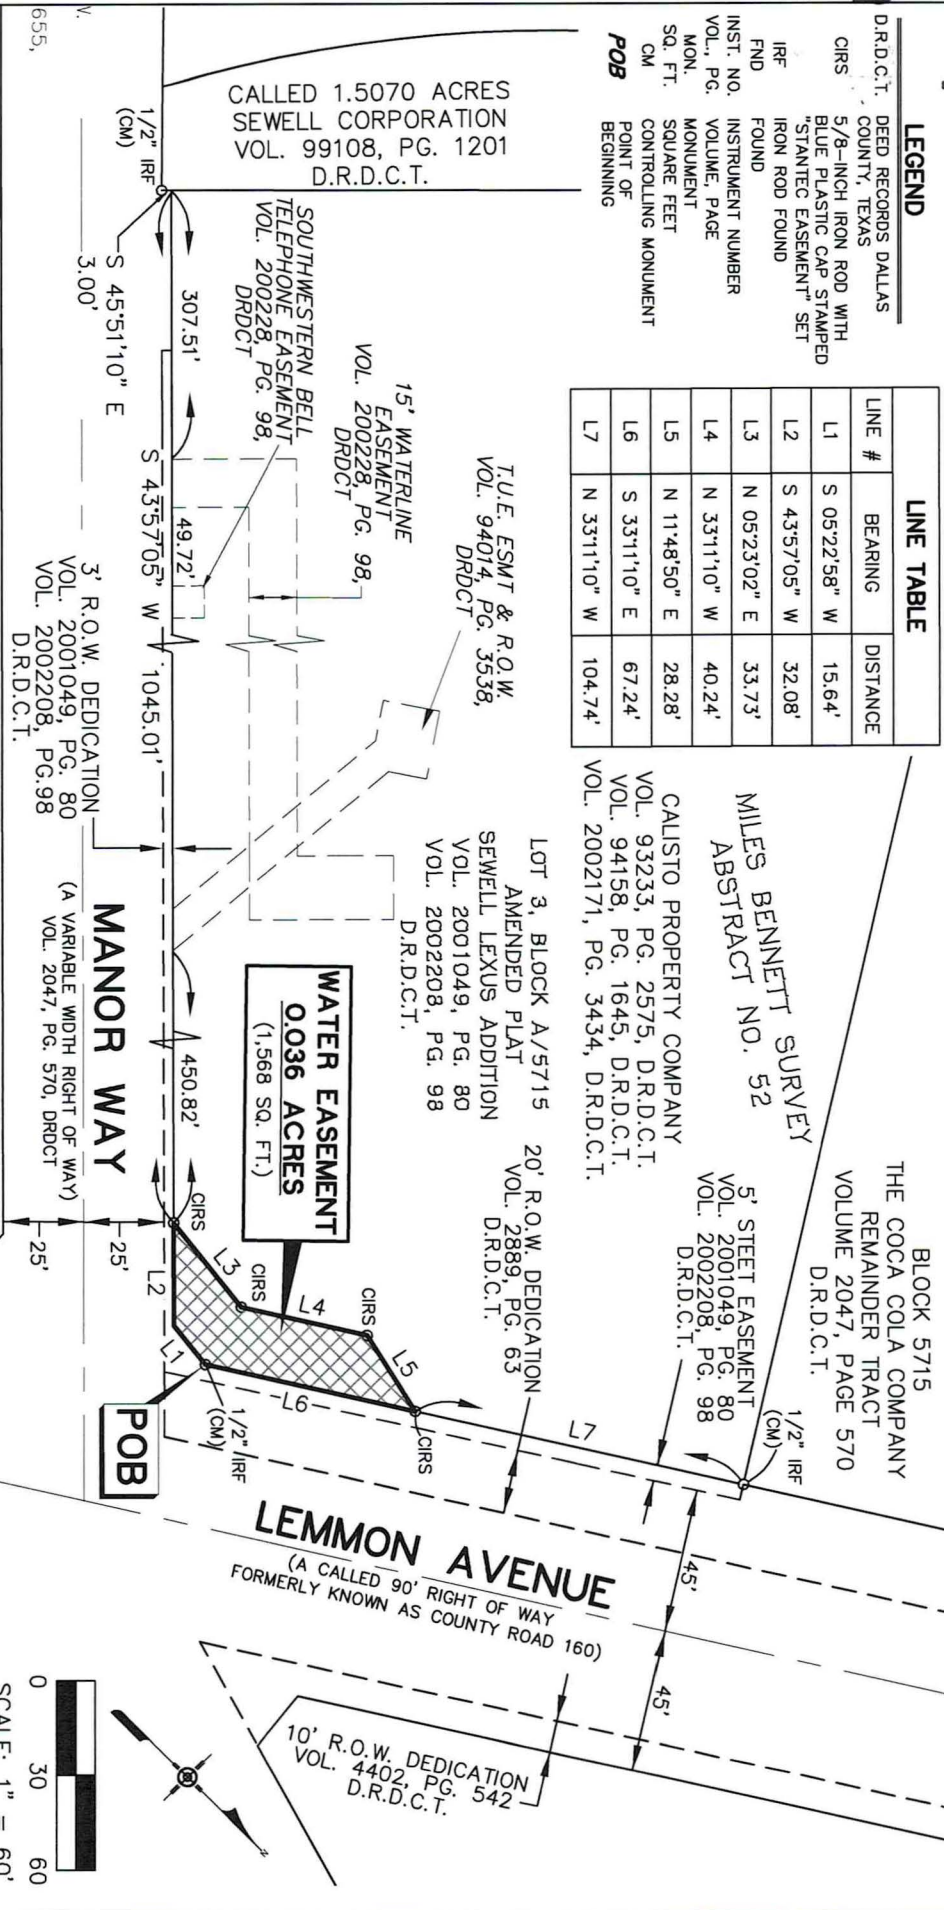 LEGEND
D.R.D.C.T. DEED RECORDS DALLAS
COUNTY, TEXAS
CIRS 5/8-INCH IRON ROD WITH
BLUE PLASTIC CAP STAMPED
"STANTEC EASEMENT" SET
IRF IRON ROD FOUND
FND FOUND
INST. NO. INSTRUMENT NUMBER
VOL., PG. VOLUME, PAGE
MON. MONUMENT
SQ. FT. SQUARE FEET
CM CONTROLLING MONUMENT
POB POINT OF
BEGINNING
LINE TABLE
LINE # BEARING DISTANCE
L1 S 05°22'58" W 15.64'
L2 S 43°57'05" W 32.08'
L3 N 05°23'02" E 33.73'
L4 N 33°11'10" W 40.24'
L5 N 11°48'50" E 28.28'
L6 S 33°11'10" E 67.24'
L7 N 33°11'10" W 104.74'
BLOCK 5715
THE COCA COLA COMPANY
REMAINDER TRACT
VOLUME 2047, PAGE 570
D.R.D.C.T.
MILES BENNETT SURVEY
ABSTRACT NO. 52
CALISTO PROPERTY COMPANY
VOL. 93233, PG. 2575, D.R.D.C.T.
VOL. 94158, PG. 1645, D.R.D.C.T.
VOL. 2002171, PG. 3434, D.R.D.C.T.
5' STEET EASEMENT
VOL. 2001049, PG. 80
VOL. 2002208, PG. 98
D.R.D.C.T.
1/2" IRF
(CM)
CALLED 1.5070 ACRES
SEWELL CORPORATION
VOL. 99108, PG. 1201
D.R.D.C.T.
T.U.E. ESMT & R.O.W.
VOL. 94014, PG. 3538,
DRDCT
LOT 3, BLOCK A/5715
AMENDED PLAT
SEWELL LEXUS ADDITION
VOL. 2001049, PG. 80
VOL. 2002208, PG. 98
D.R.D.C.T.
20' R.O.W. DEDICATION
VOL. 2889, PG. 63
D.R.D.C.T.
L7
45'
45'
15' WATERLINE
EASEMENT
VOL. 200228, PG. 98,
DRDCT
SOUTHWESTERN BELL
TELEPHONE EASEMENT
VOL. 200228, PG. 98,
DRDCT
WATER EASEMENT
0.036 ACRES
(1,568 SQ. FT.)
CIRS
CIRS
CIRS
CIRS
L3
L4
L5
L6
L1
L2
1/2" IRF
(CM)
POB
LEMMON AVENUE
(A CALLED 90' RIGHT OF WAY
FORMERLY KNOWN AS COUNTY ROAD 160)
10' R.O.W. DEDICATION
VOL. 4402, PG. 542
D.R.D.C.T.
1/2" IRF
(CM)
307.51'
49.72'
450.82'
S 43°57'05" W 1045.01'
S 45°51'10" E
3.00'
3' R.O.W. DEDICATION
VOL. 2001049, PG. 80
VOL. 2002208, PG.98
D.R.D.C.T.
MANOR WAY
(A VARIABLE WIDTH RIGHT OF WAY)
VOL. 2047, PG. 570, DRDCT
25'
25'
V.
655,
0 30 60
SCALE: 1" = 60'